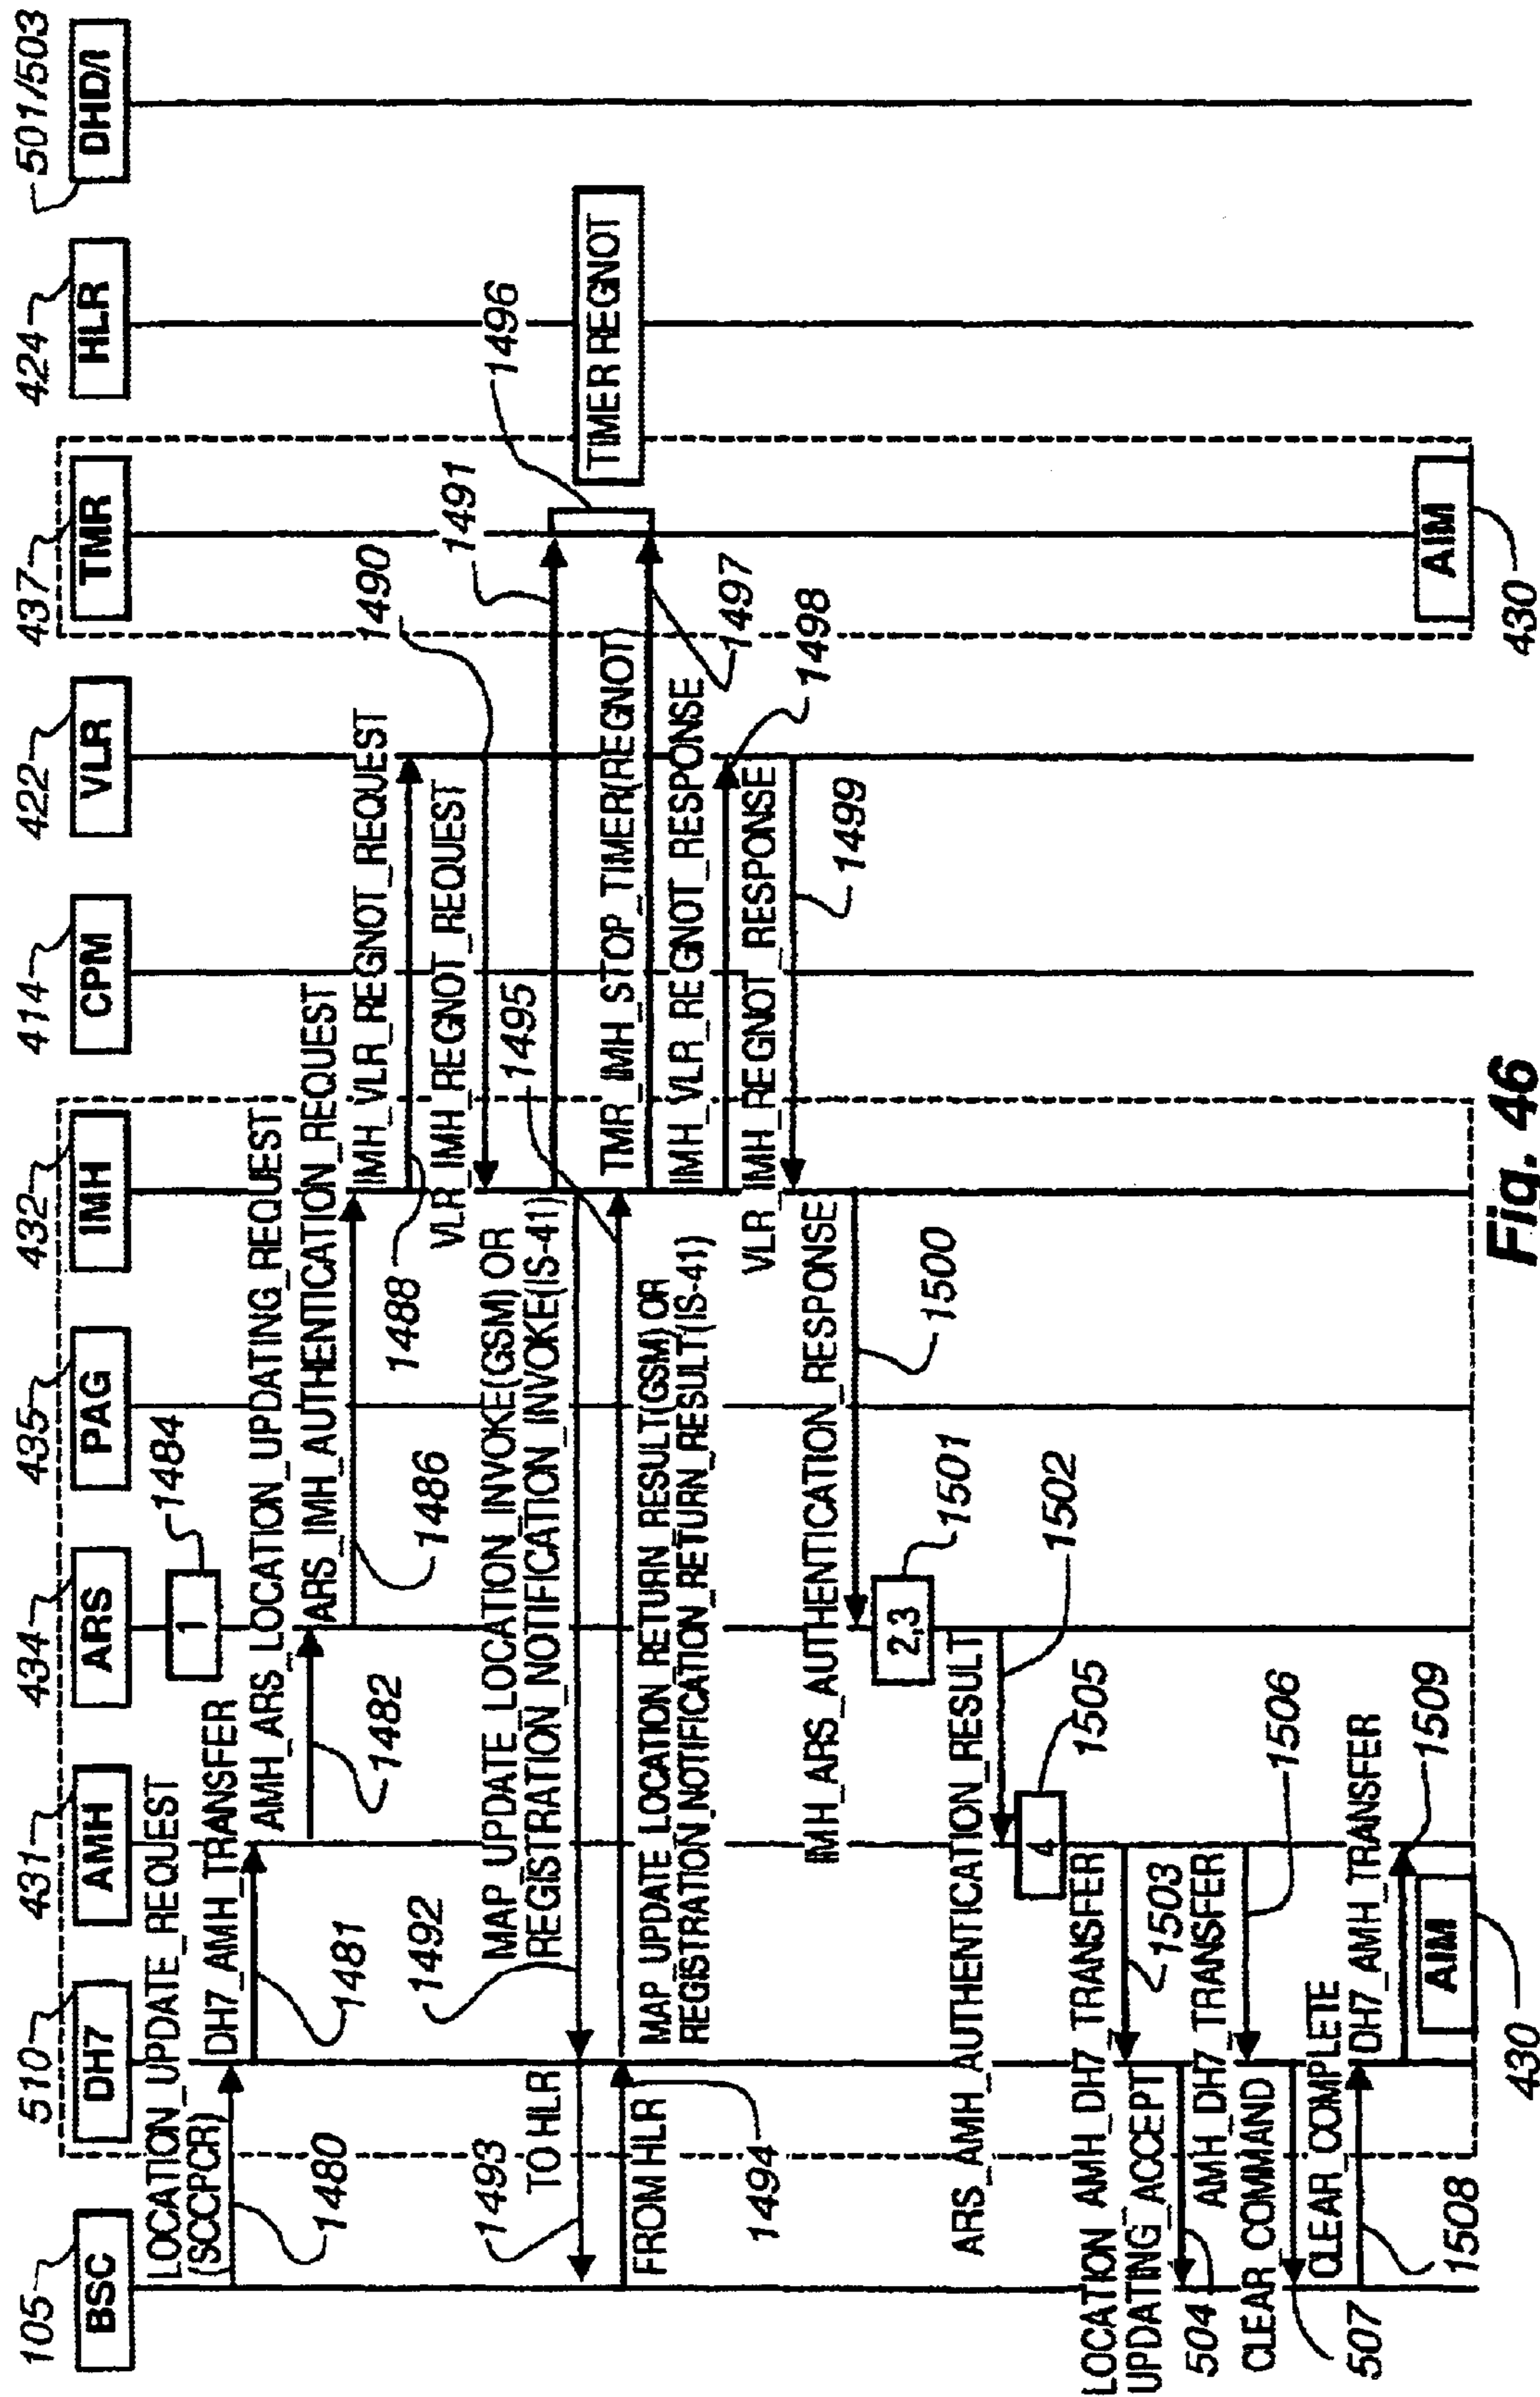 105
BSC
510
DH7
431
AMH
434
ARS
435
PAG
432
IMH
414
CPM
422
VLR
437
TMR
424
HLR
501/503
DHD/I
LOCATION_UPDATE_REQUEST
(SCCPCR)
1480
DH7_AMH_TRANSFER
1481
1
1484
AMH_ARS_LOCATION_UPDATING_REQUEST
1482
ARS_IMH_AUTHENTICATION_REQUEST
1486
IMH_VLR_REGNOT_REQUEST
1488
VLR_IMH_REGNOT_REQUEST
1490
1491
MAP_UPDATE_LOCATION_INVOKE(GSM) OR
REGISTRATION_NOTIFICATION_INVOKE(IS-41)
1492
TO HLR
1493
1496
TIMER REGNOT
FROM HLR
1494
MAP_UPDATE_LOCATION_RETURN_RESULT(GSM) OR
REGISTRATION_NOTIFICATION_RETURN_RESULT(IS-41)
1495
TMR_IMH_STOP_TIMER(REGNOT)
1497
IMH_VLR_REGNOT_RESPONSE
1498
VLR_IMH_REGNOT_RESPONSE
1499
IMH_ARS_AUTHENTICATION_RESPONSE
1500
2,3
1501
ARS_AMH_AUTHENTICATION_RESULT
1502
4
1505
AMH_DH7_TRANSFER
1503
LOCATION
UPDATING_ACCEPT
504
AMH_DH7_TRANSFER
1506
CLEAR COMMAND
507
CLEAR_COMPLETE
1508
DH7_AMH_TRANSFER
1509
AIM
430
AIM
430
Fig. 46